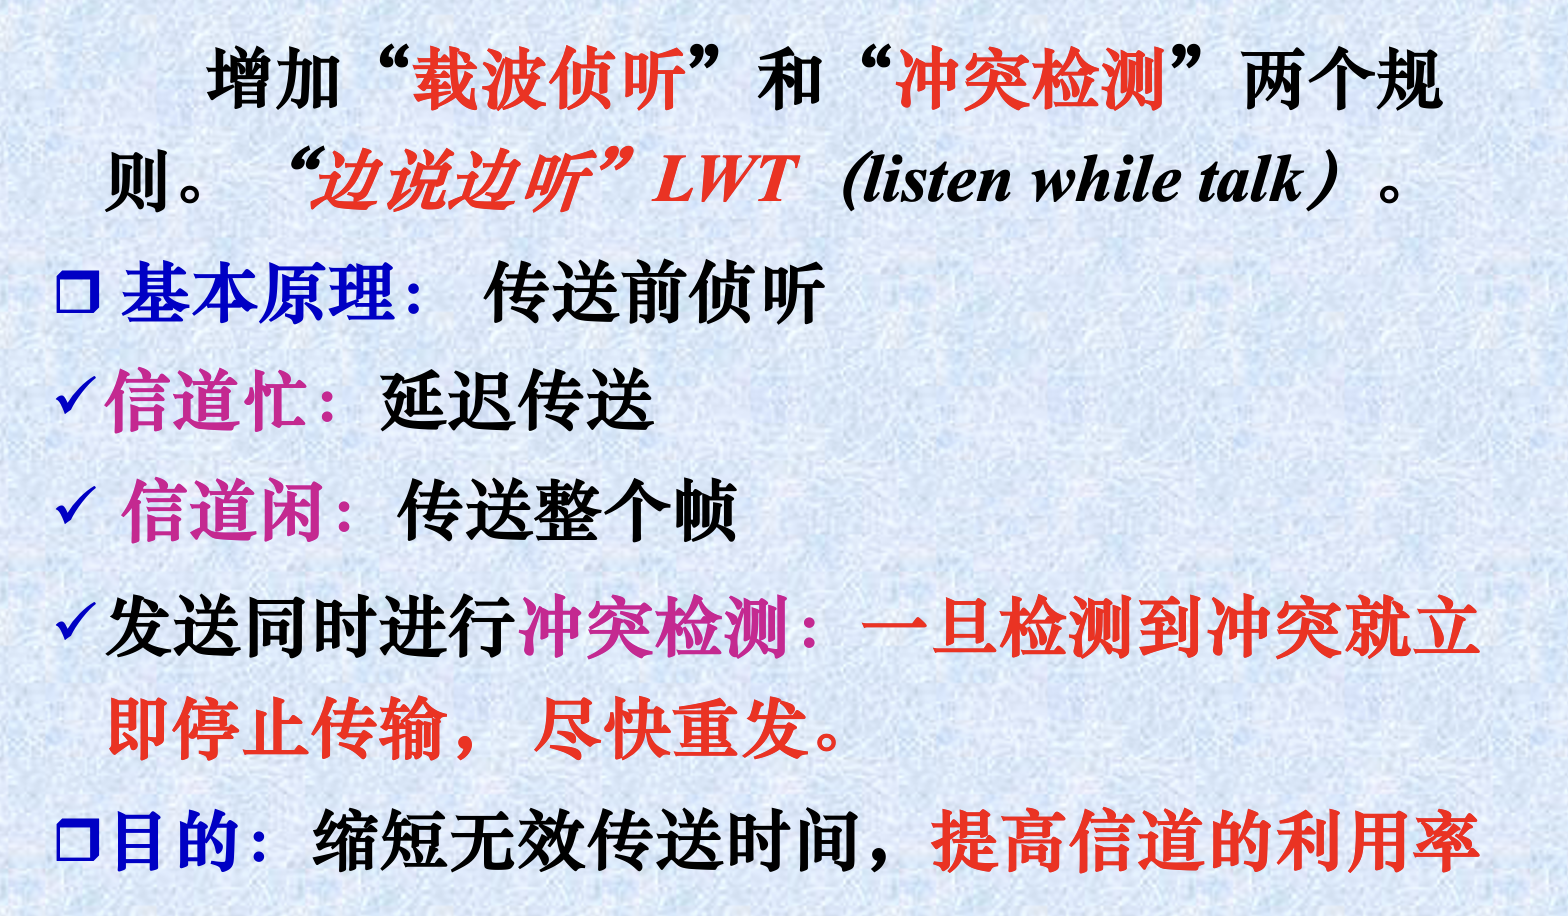 增加“载波侦听”和“冲突检测”两个规
则。 “边说边听”LWT（listen while talk）。
❒ 基本原理： 传送前侦听
✓信道忙：延迟传送
✓ 信道闲：传送整个帧
✓发送同时进行冲突检测：一旦检测到冲突就立
即停止传输， 尽快重发。
❒目的：缩短无效传送时间，提高信道的利用率